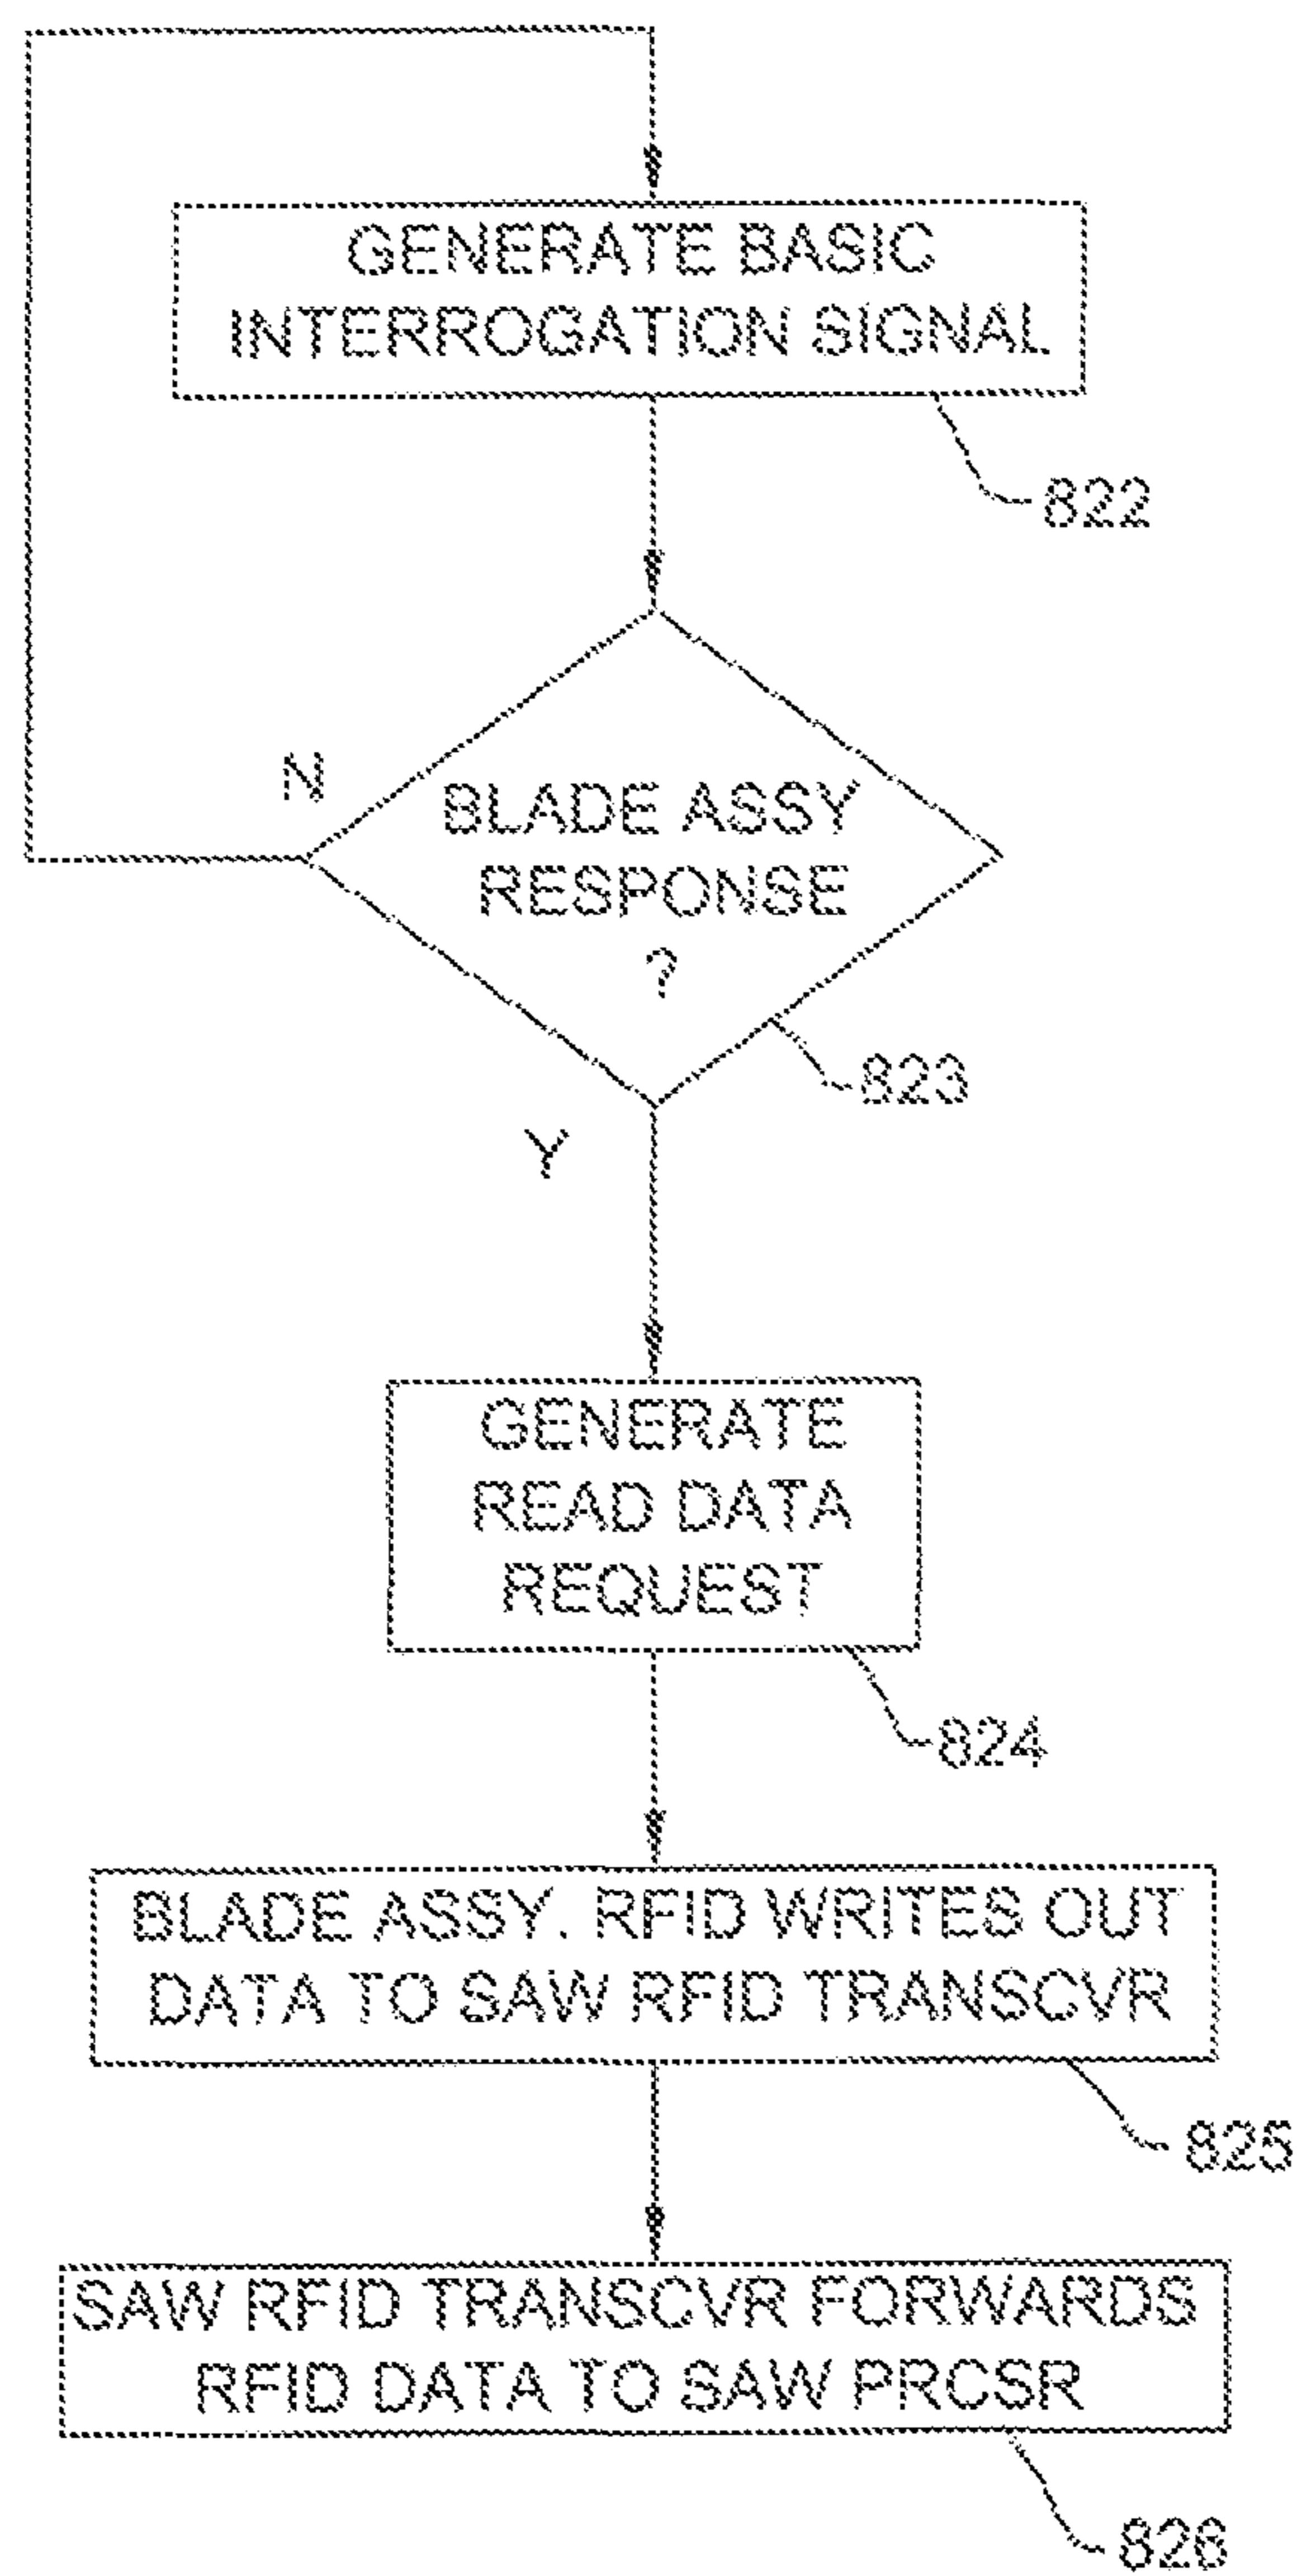 GENERATE BASIC
INTERROGATION SIGNAL
822
N
BLADE ASSY
RESPONSE
?
823
Y
GENERATE
READ DATA
REQUEST
824
BLADE ASSY. RFID WRITES OUT
DATA TO SAW RFID TRANSCVR
825
SAW RFID TRANSCVR FORWARDS
RFID DATA TO SAW PRCSR
826